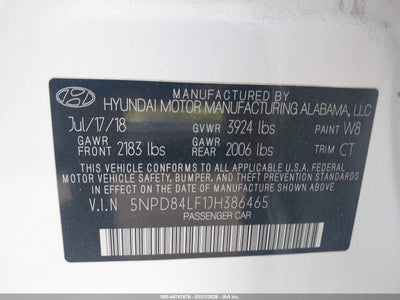 MANUFACTURED BY
HYUNDAI MOTOR MANUFACTURING ALABAMA, LLC
Jul/17/18 GVWR 3924 lbs PAINT W8
GAWR FRONT 2183 lbs GAWR REAR 2006 lbs TRIM CT
THIS VEHICLE CONFORMS TO ALL APPLICABLE
U.S. FEDERAL MOTOR VEHICLE SAFETY, BUMPER, AND THEFT
PREVENTION STANDARDS IN EFFECT ON THE DATE OF
MANUFACTURE SHOWN ABOVE.
V.I.N 5NPD84LF1JH386465
PASSENGER CAR